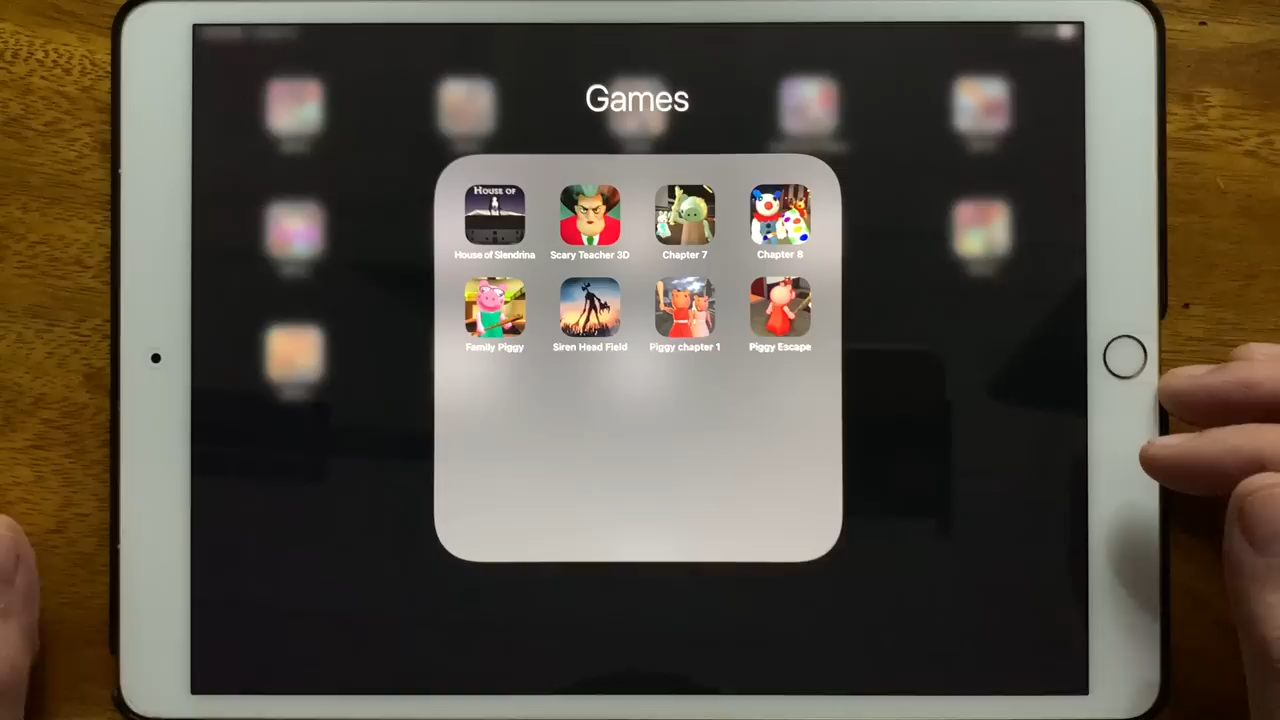 Games
HOUSE OF
House of Slendrina
Scary Teacher 3D
Chapter 7
Chapter 8
Family Piggy
Siren Head Field
Piggy chapter 1
Piggy Escape